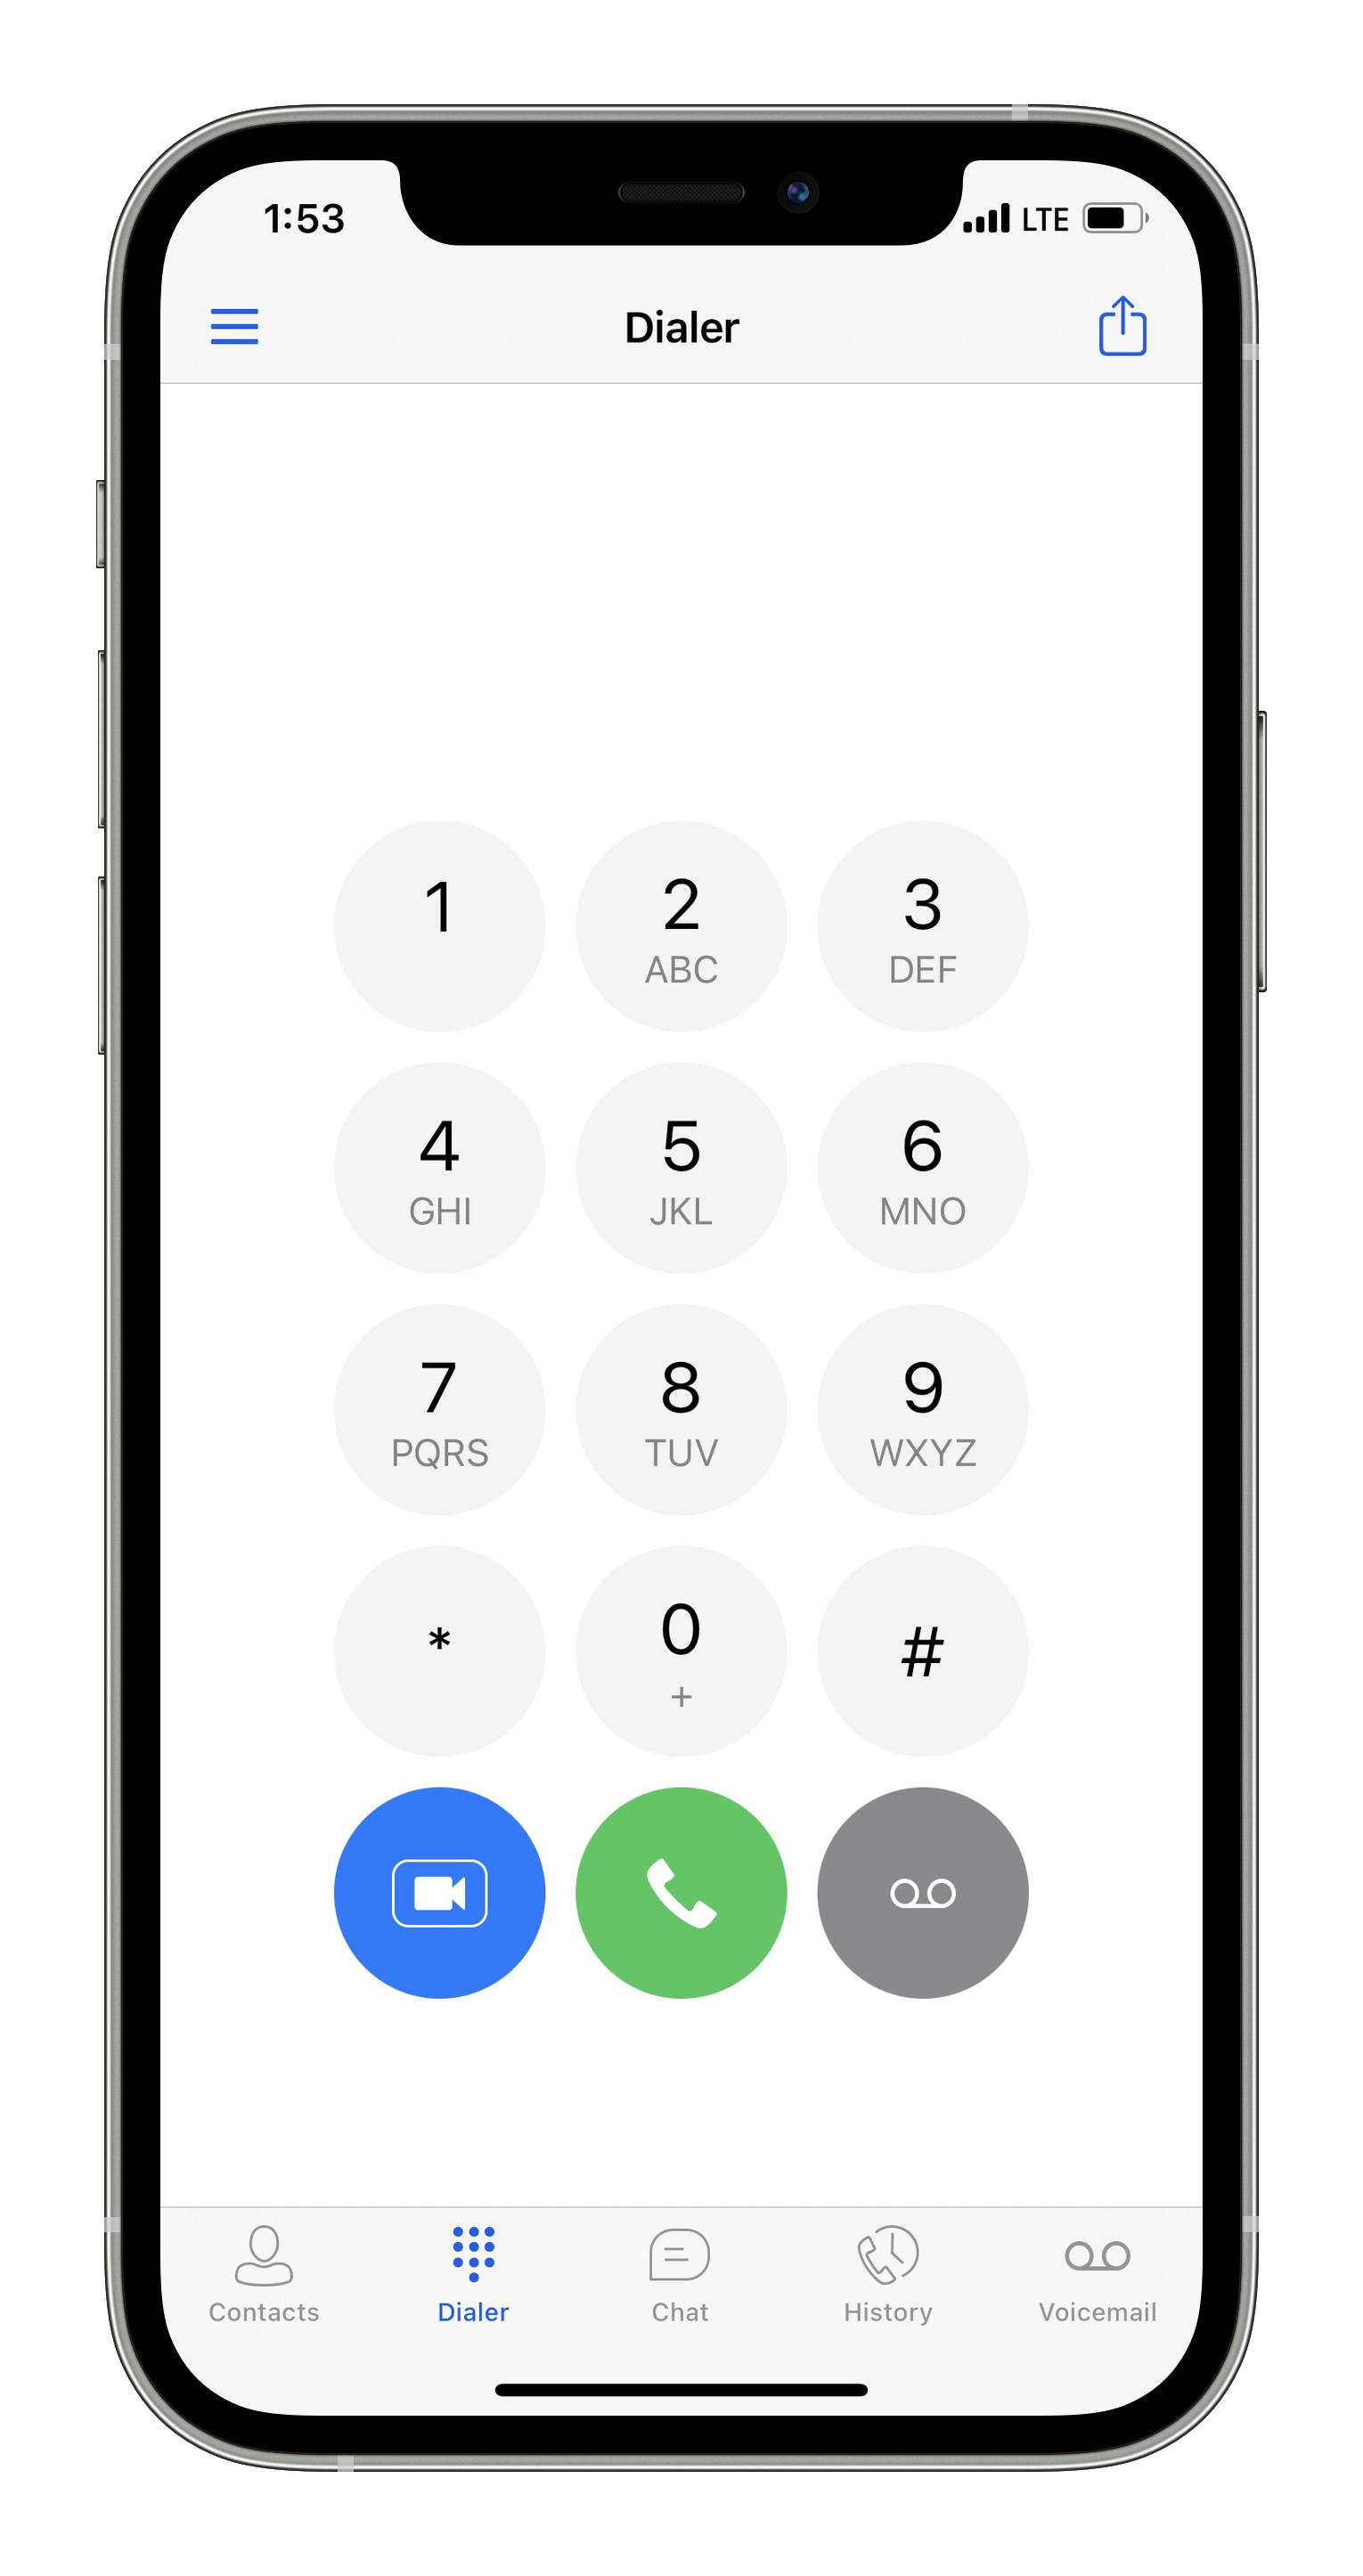 1:53 LTE
Dialer
1 2 3
ABC DEF
4 5 6
GHI JKL MNO
7 8 9
PQRS TUV WXYZ
* 0 #
+
Contacts Dialer Chat History Voicemail